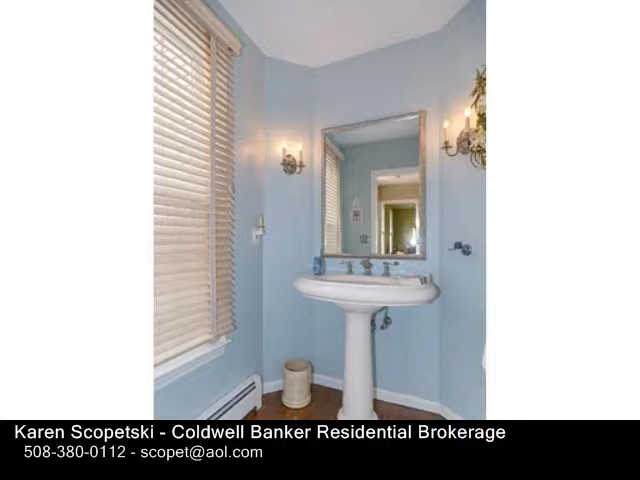 Karen Scopetski - Coldwell Banker Residential Brokerage
508-380-0112 - scopet@aol.com